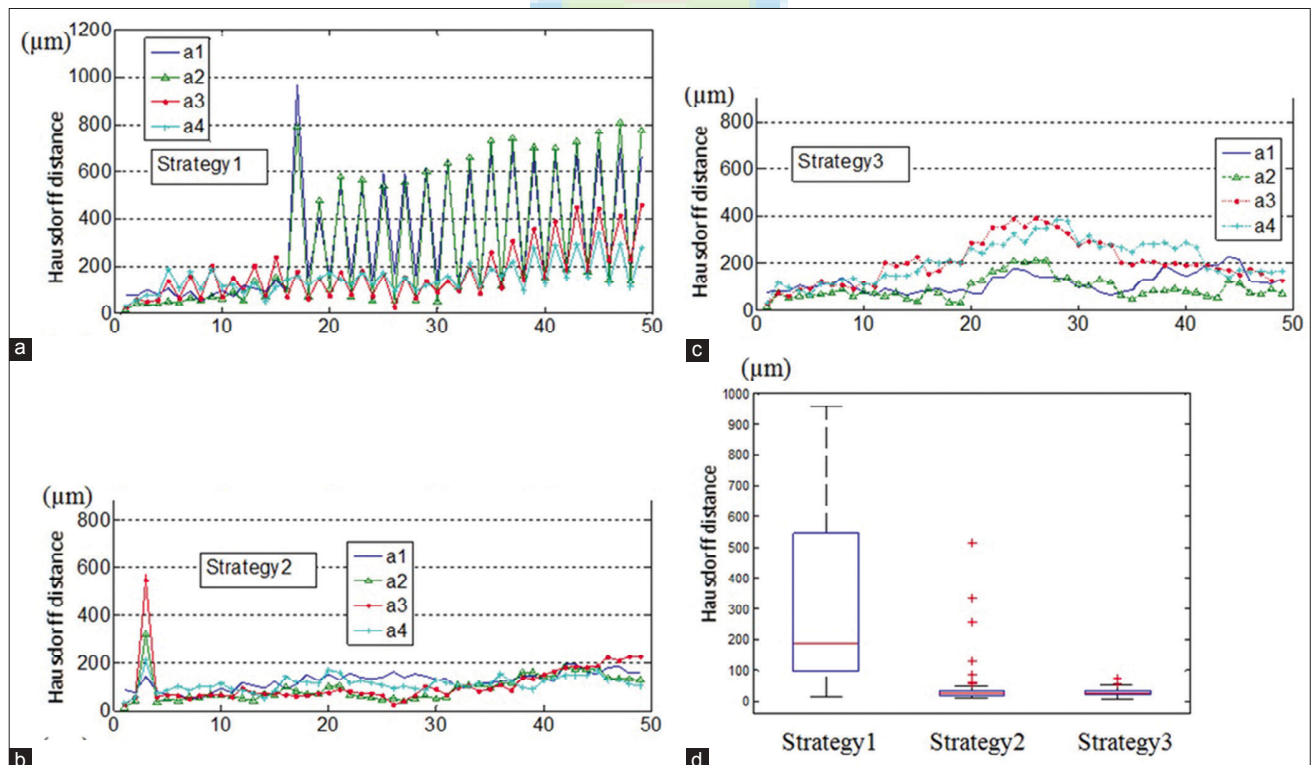 (μm)
1200
1000
800
600
400
200
0
Hausdorff distance
a1
a2
a3
a4
Strategy1
0 10 20 30 40 50
a
(μm)
800
600
400
200
0
Hausdorff distance
Strategy3
a1
a2
a3
a4
0 10 20 30 40 50
c
(μm)
800
600
400
200
0
Hausdorff distance
Strategy2
a1
a2
a3
a4
0 10 20 30 40 50
b
(μm)
1000
900
800
700
600
500
400
300
200
100
0
Hausdorff distance
Strategy1 Strategy2 Strategy3
d